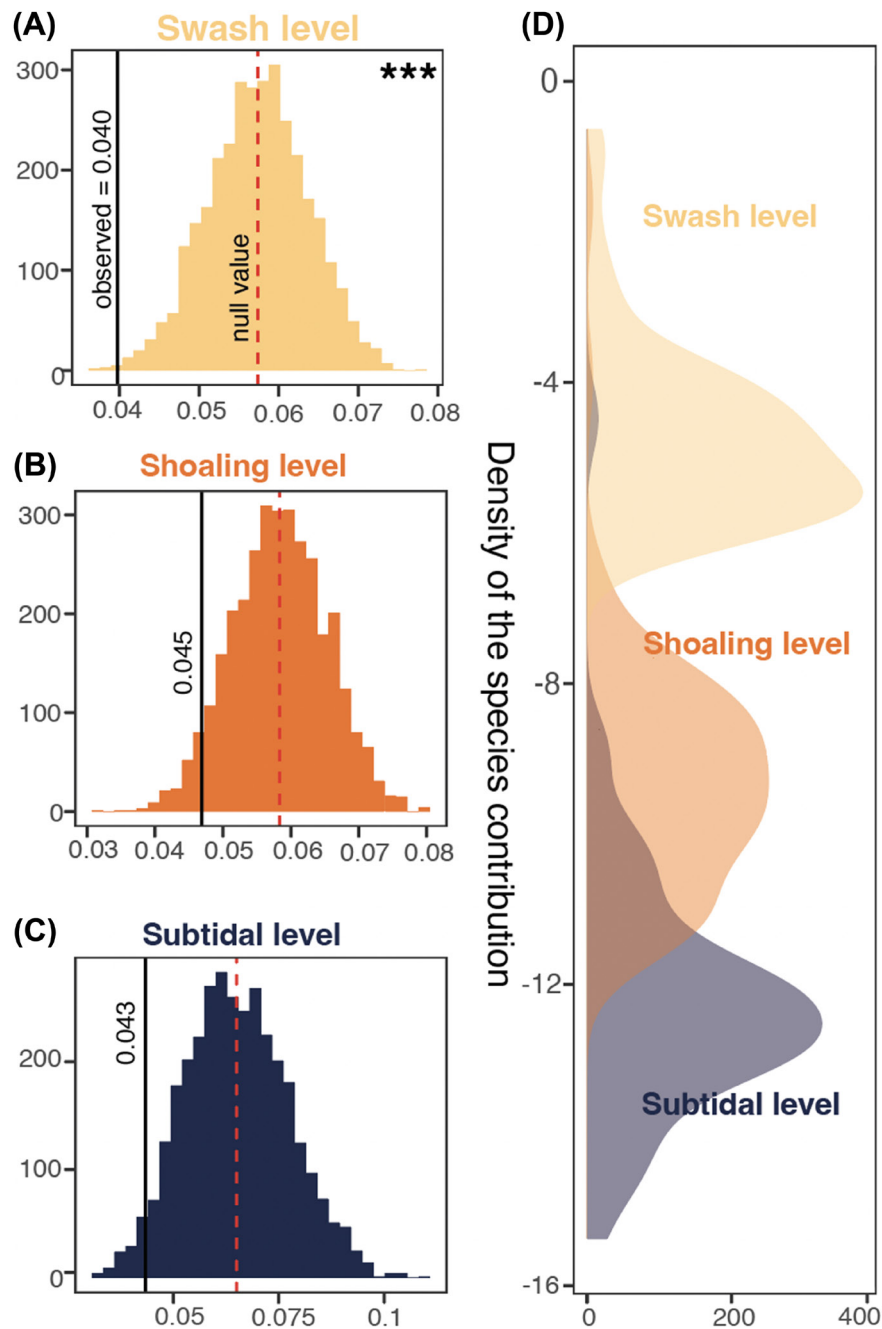 (A)
Swash level
***
300
200
100
0
observed = 0.040
null value
0.04 0.05 0.06 0.07 0.08
(B)
Shoaling level
300
200
100
0
0.045
0.03 0.04 0.05 0.06 0.07 0.08
(C)
Subtidal level
200
100
0
0.043
0.05 0.075 0.1
(D)
Density of the species contribution
0
-4
-8
-12
-16
Swash level
Shoaling level
Subtidal level
0 200 400